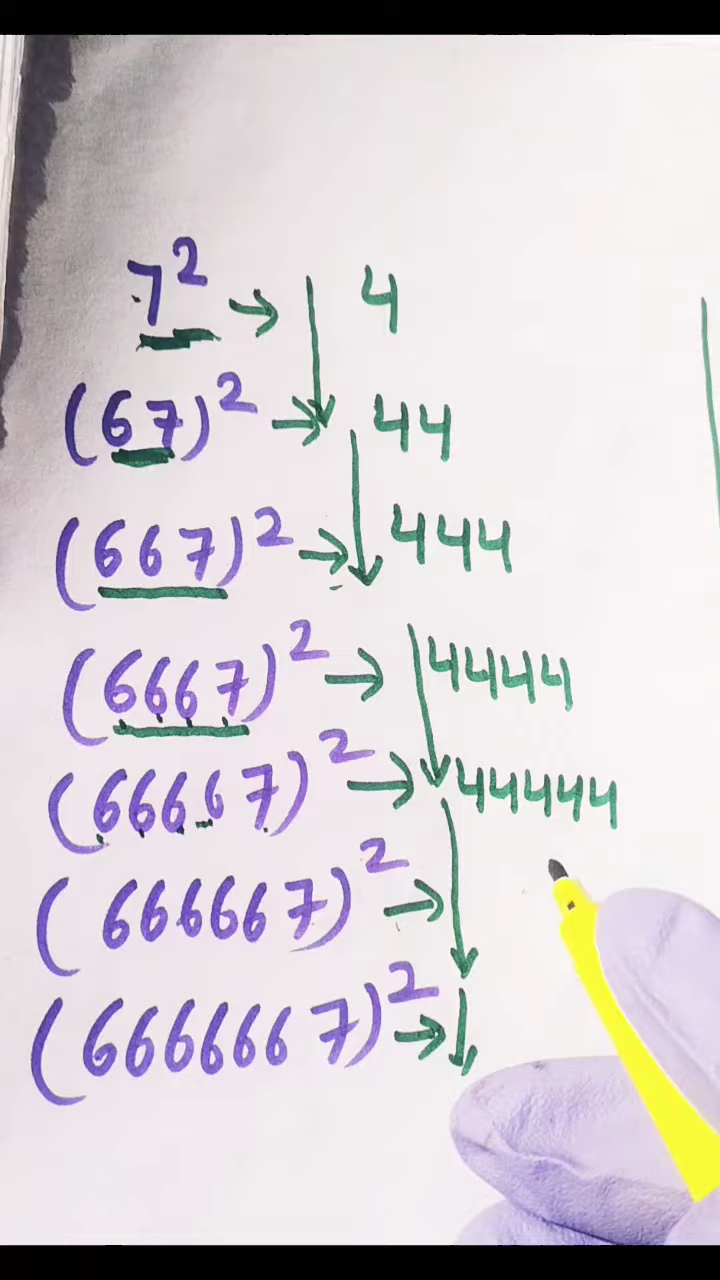 7² → 4
(67)² → 44
(667)² → 444
(6667)² → 4444
(66667)² → 44444
(666667)² →
(6666667)² →